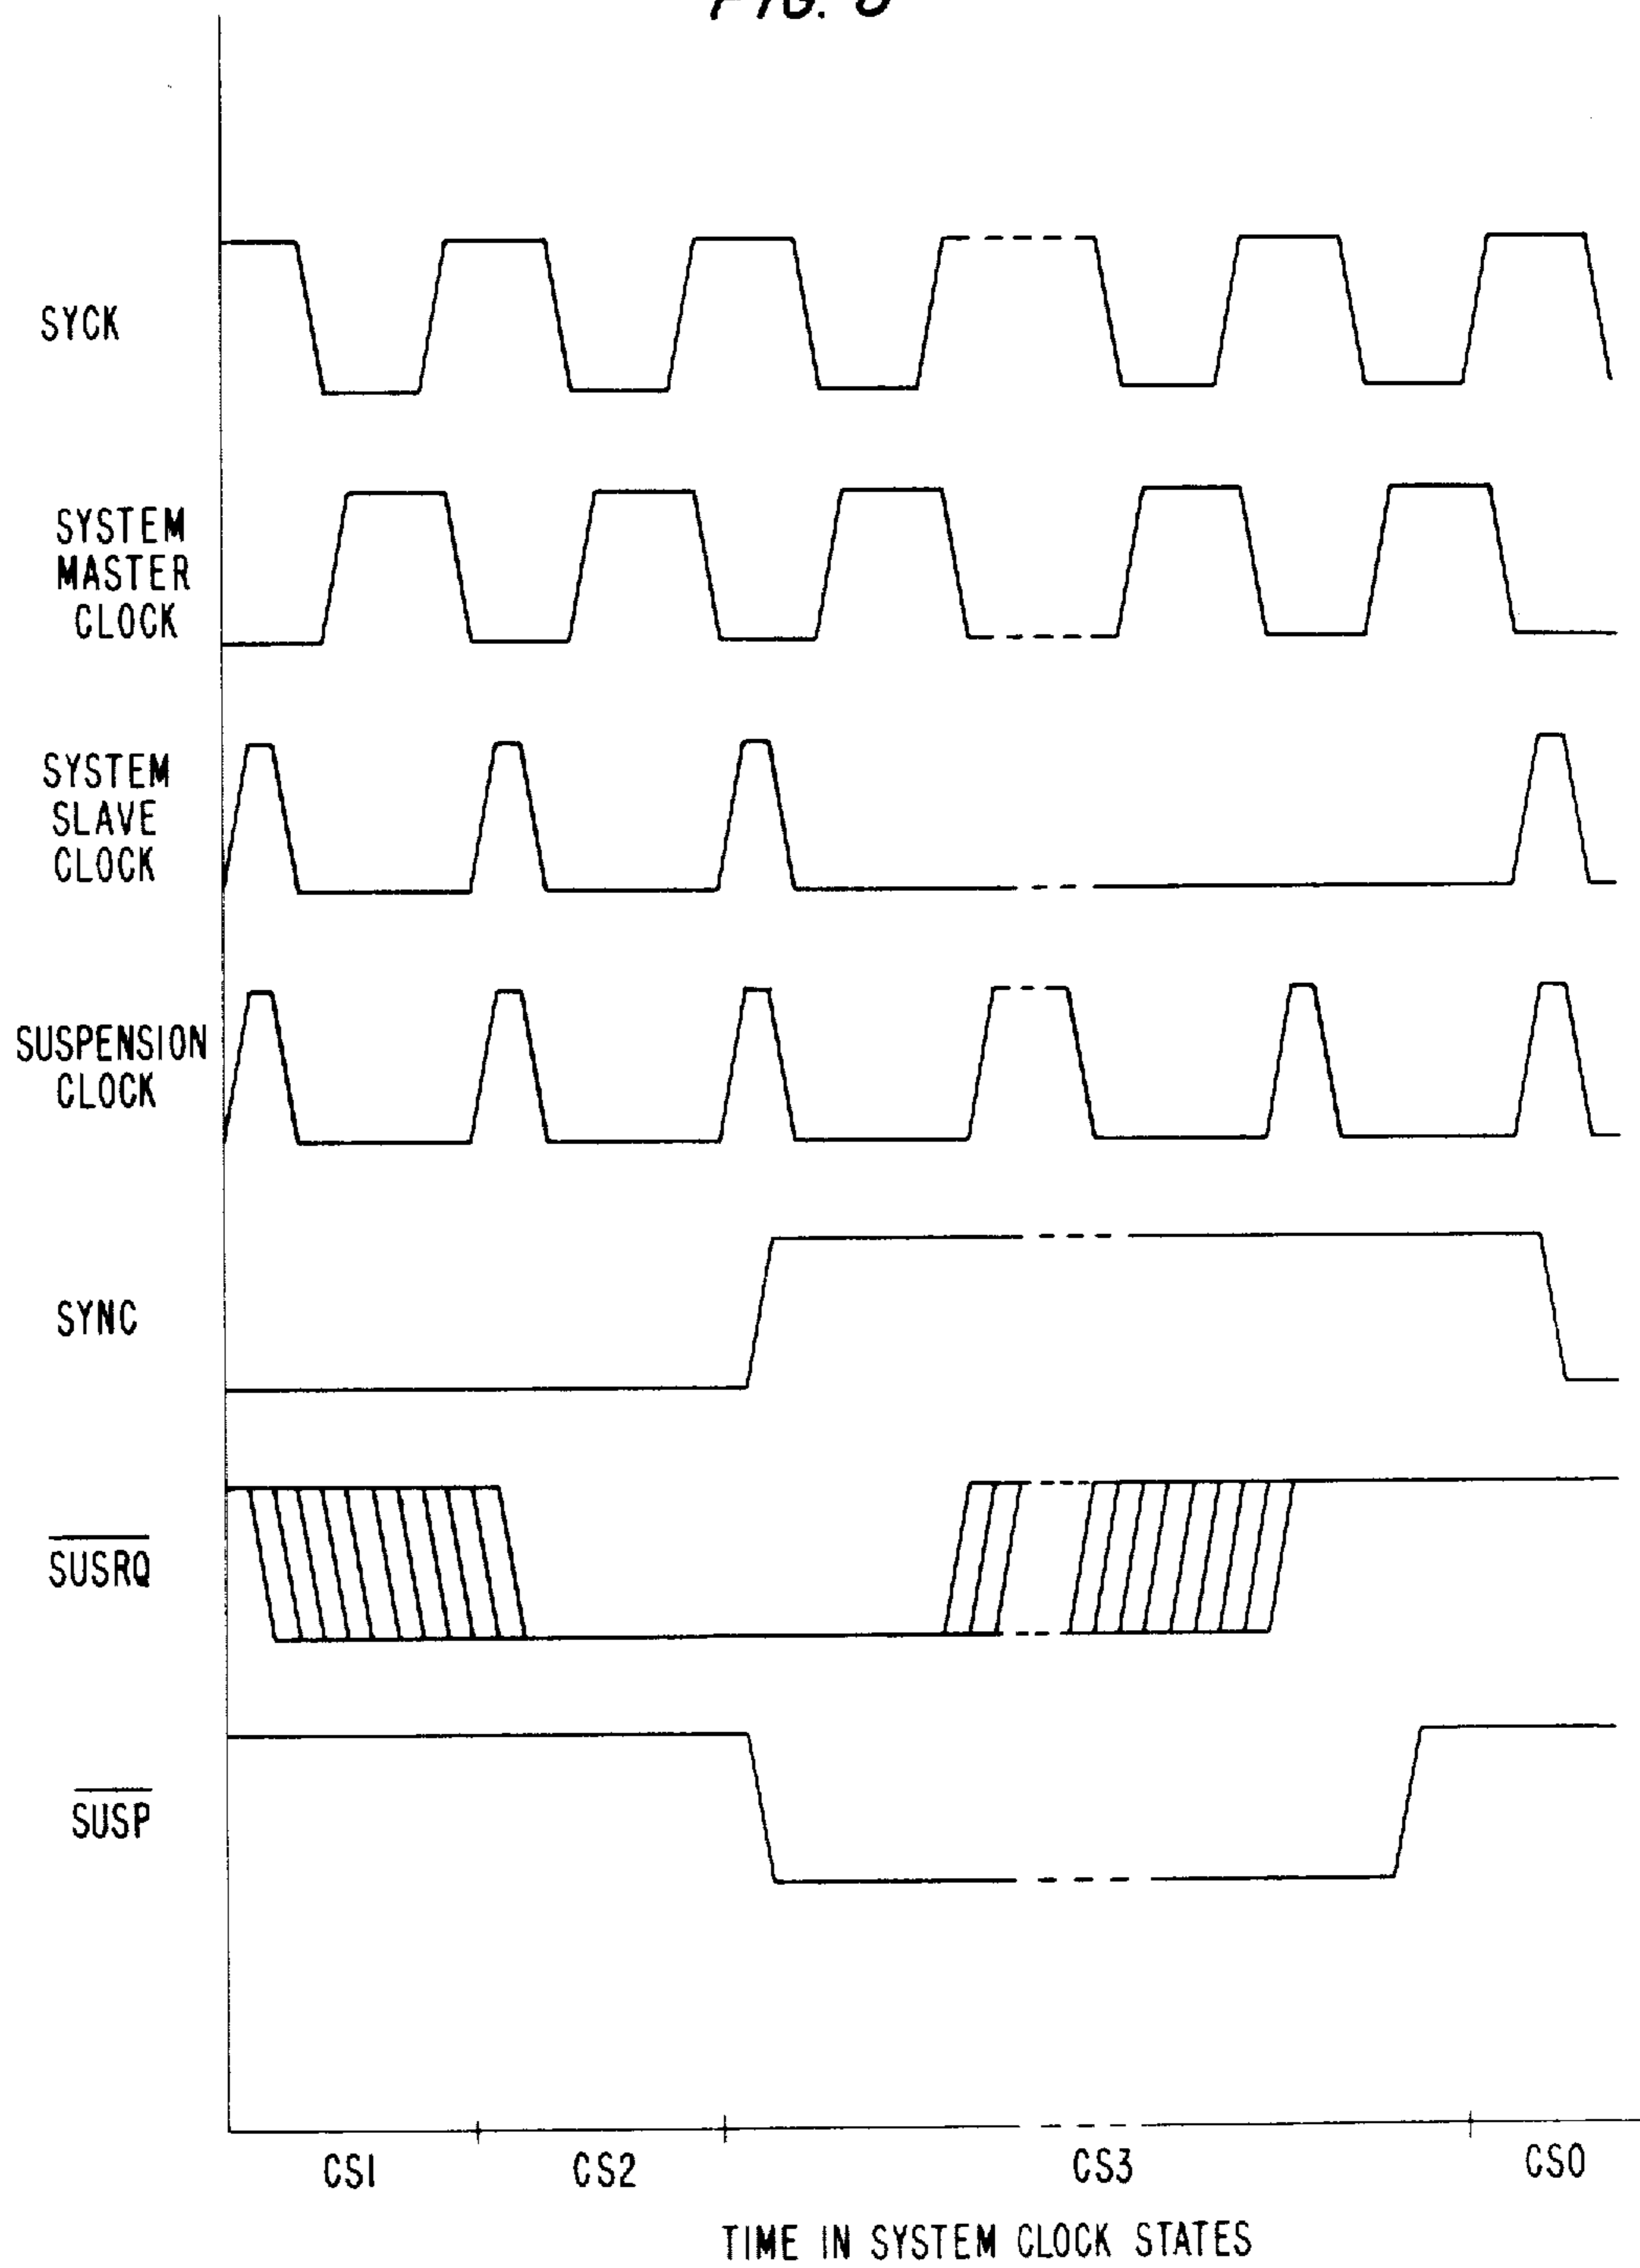 SYCK
SYSTEM
MASTER
CLOCK
SYSTEM
SLAVE
CLOCK
SUSPENSION
CLOCK
SYNC
SUSRQ
SUSP
CS1
CS2
CS3
CS0
TIME IN SYSTEM CLOCK STATES